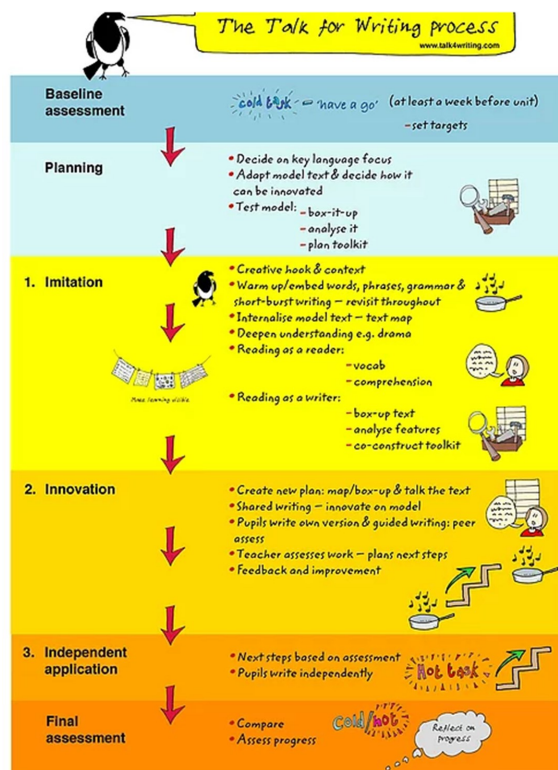 The Talk for Writing process
www.talk4writing.com
Baseline
assessment
cold task – 'have a go' (at least a week before unit)
– set targets
Planning
• Decide on key language focus
• Adapt model text & decide how it
can be innovated
• Test model: – box-it-up
– analyse it
– plan toolkit
1. Imitation
• Creative hook & context
• Warm up/embed words, phrases, grammar &
short-burst writing – revisit throughout
• Internalise model text – text map
• Deepen understanding e.g. drama
• Reading as a reader:
– vocab
– comprehension
Make learning visible
• Reading as a writer:
– box-up text
– analyse features
– co-construct toolkit
2. Innovation
• Create new plan: map/box-up & talk the text
• Shared writing – innovate on model
• Pupils write own version & guided writing: peer
assess
• Teacher assesses work – plans next steps
• Feedback and improvement
3. Independent
application
• Next steps based on assessment
• Pupils write independently
Hot task
Final
assessment
• Compare
• Assess progress
Cold/hot
Reflect on
progress